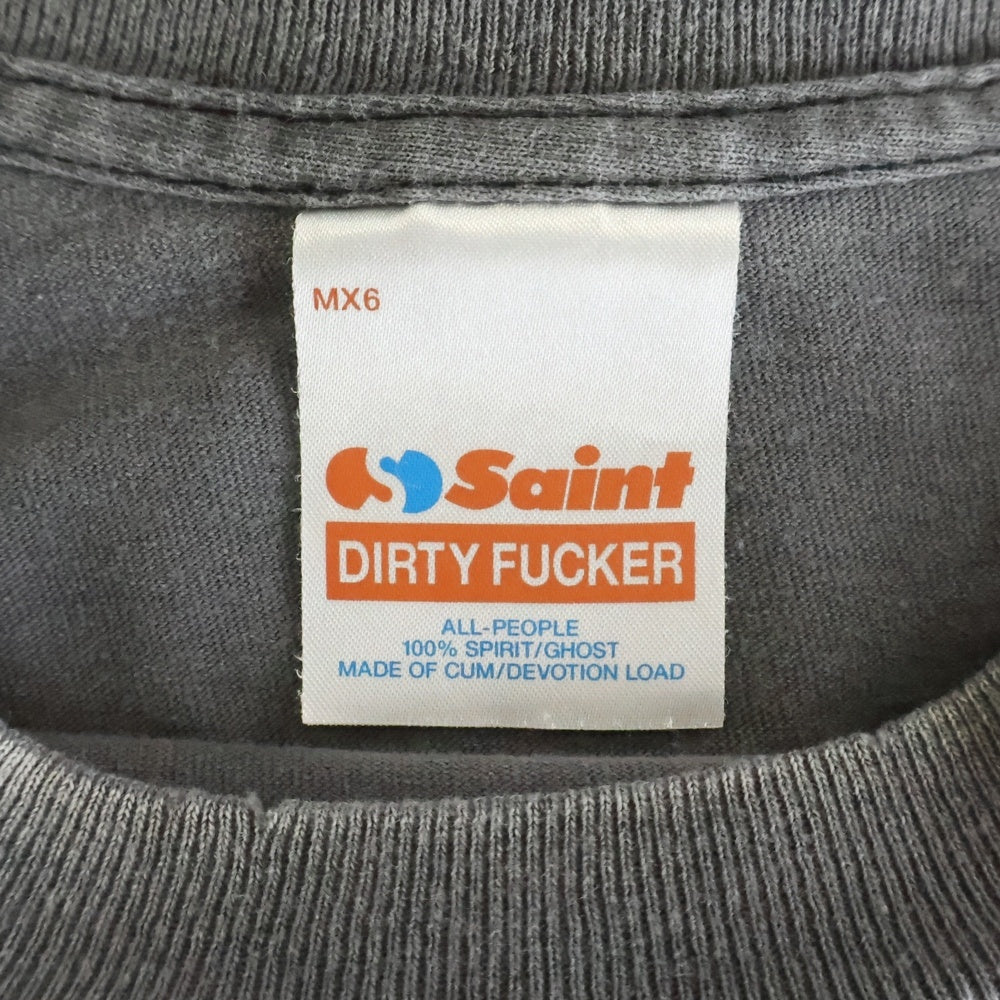 MX6
Saint
DIRTY FUCKER
ALL-PEOPLE
100% SPIRIT/GHOST
MADE OF CUM/DEVOTION LOAD